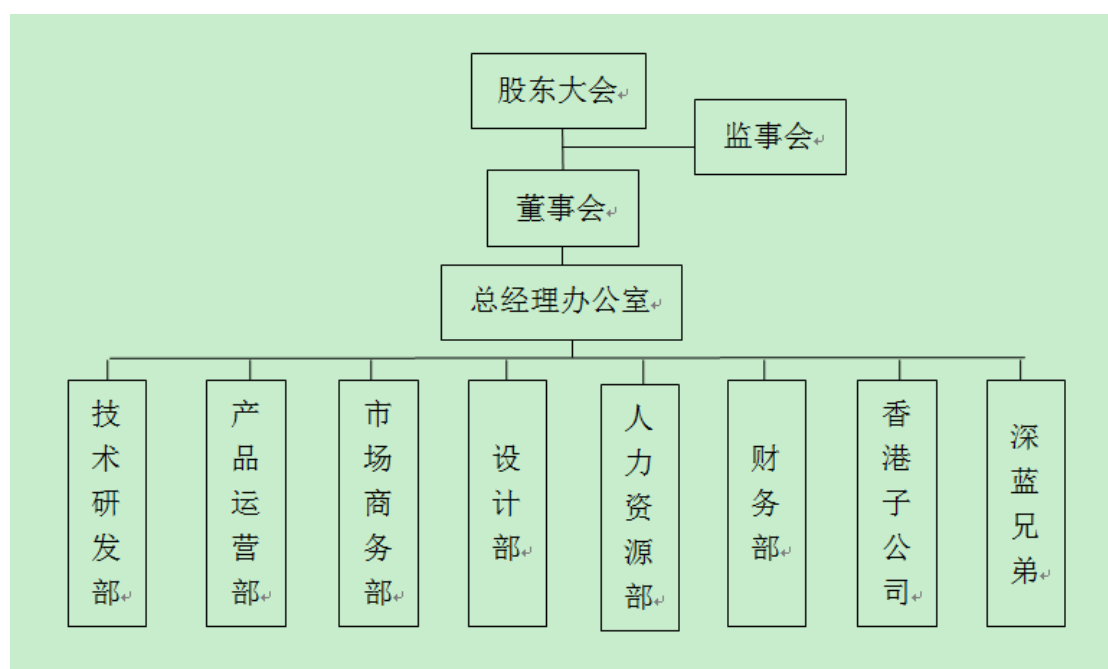 股东大会
监事会
董事会
总经理办公室
技术研发部
产品运营部
市场商务部
设计部
人力资源部
财务部
香港子公司
深蓝兄弟